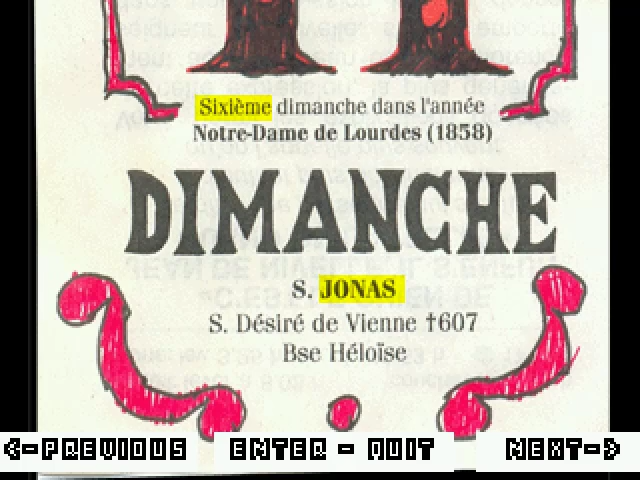 Sixième dimanche dans l'année
Notre-Dame de Lourdes (1858)
DIMANCHE
S. JONAS
S. Désiré de Vienne †607
Bse Héloïse
<-PREVIOUS ENTER - QUIT NEXT->